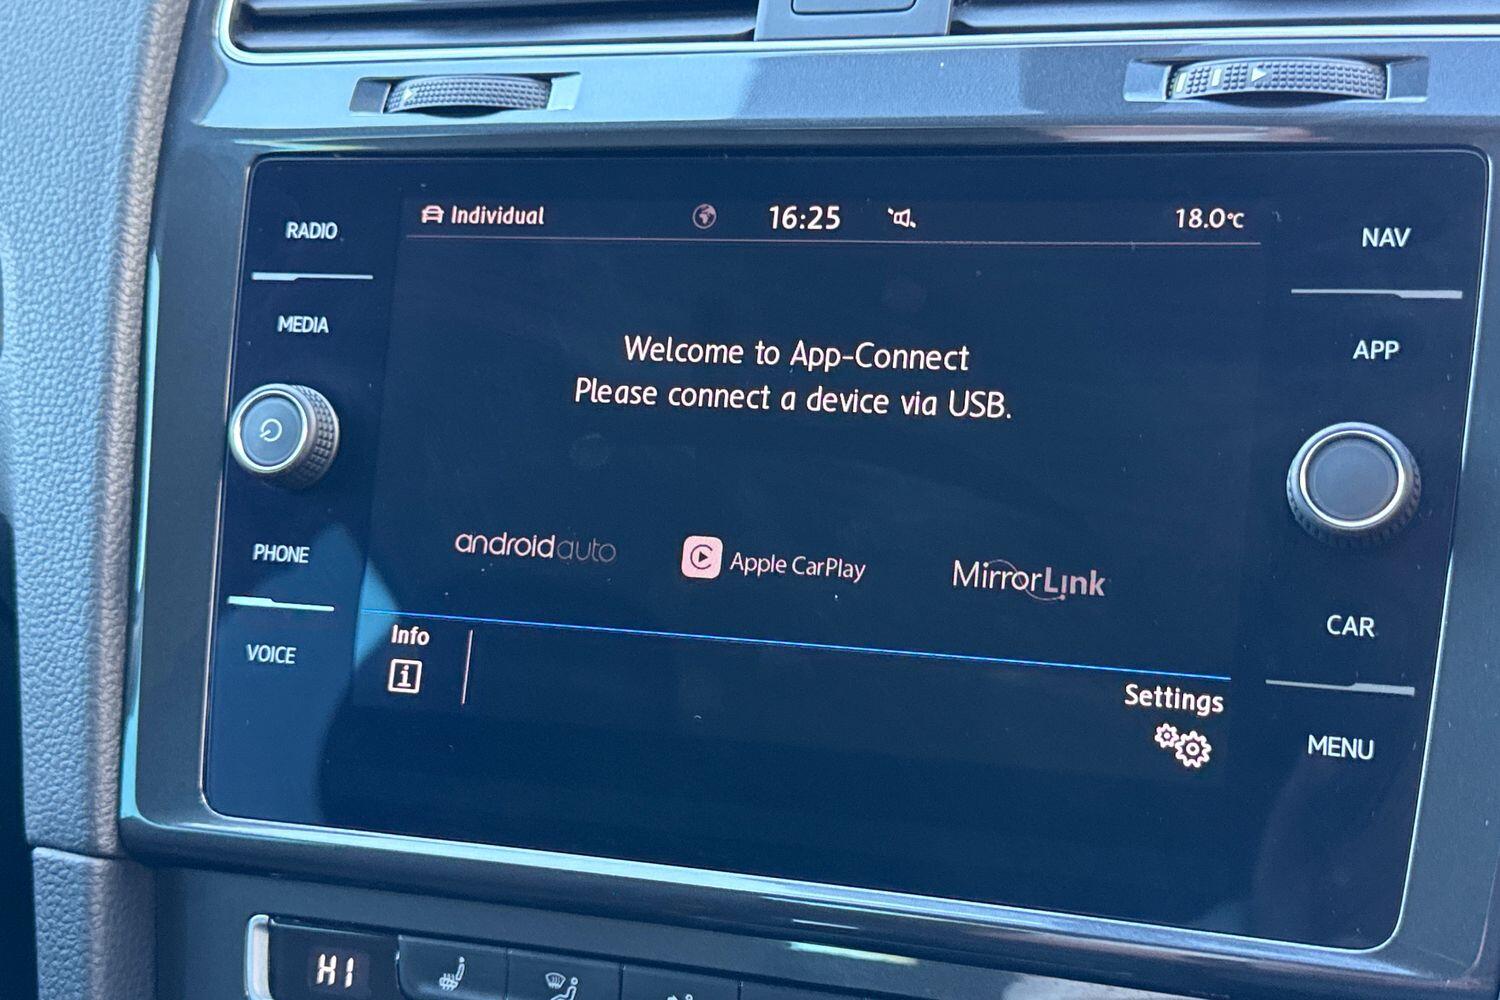 Individual 16:25 18.0°C
RADIO
NAV
MEDIA
APP
Welcome to App-Connect
Please connect a device via USB.
androidauto
Apple CarPlay
MirrorLink
PHONE
CAR
VOICE
Info
Settings
MENU
HI